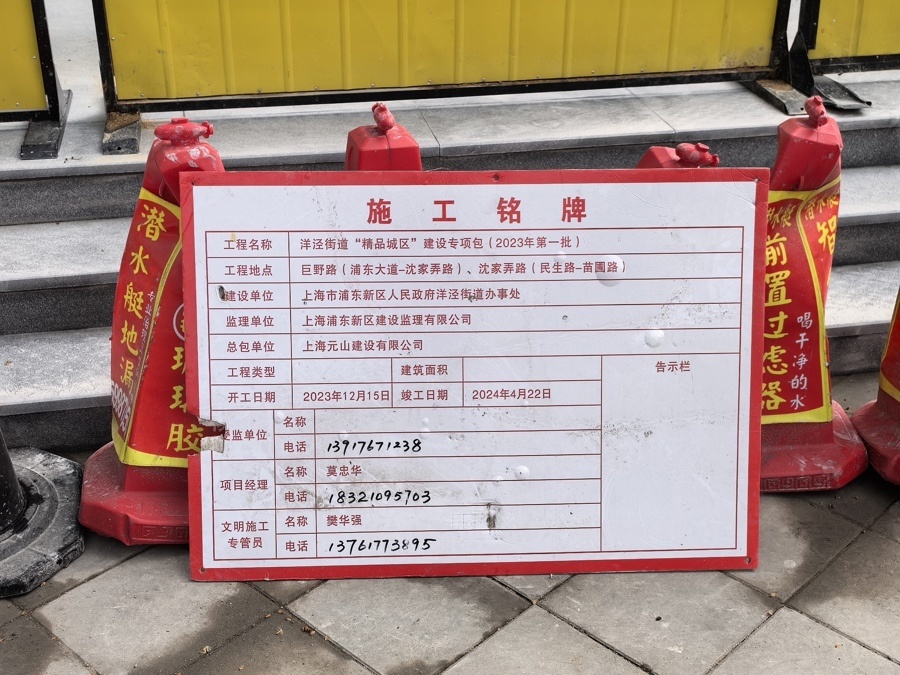 施工铭牌
工程名称 洋泾街道“精品城区”建设专项包(2023年第一批)
工程地点 巨野路(浦东大道-沈家弄路)、沈家弄路(民生路-苗圃路)
建设单位 上海市浦东新区人民政府洋泾街道办事处
监理单位 上海浦东新区建设监理有限公司
总包单位 上海元山建设有限公司
工程类型 建筑面积 告示栏
开工日期 2023年12月15日 竣工日期 2024年4月22日
受监单位 名称
电话 13917671238
项目经理 名称 莫忠华
电话 18321095703
文明施工专管员 名称 樊华强
电话 13761773895
潜水艇地漏
前置过滤器
喝干净的水